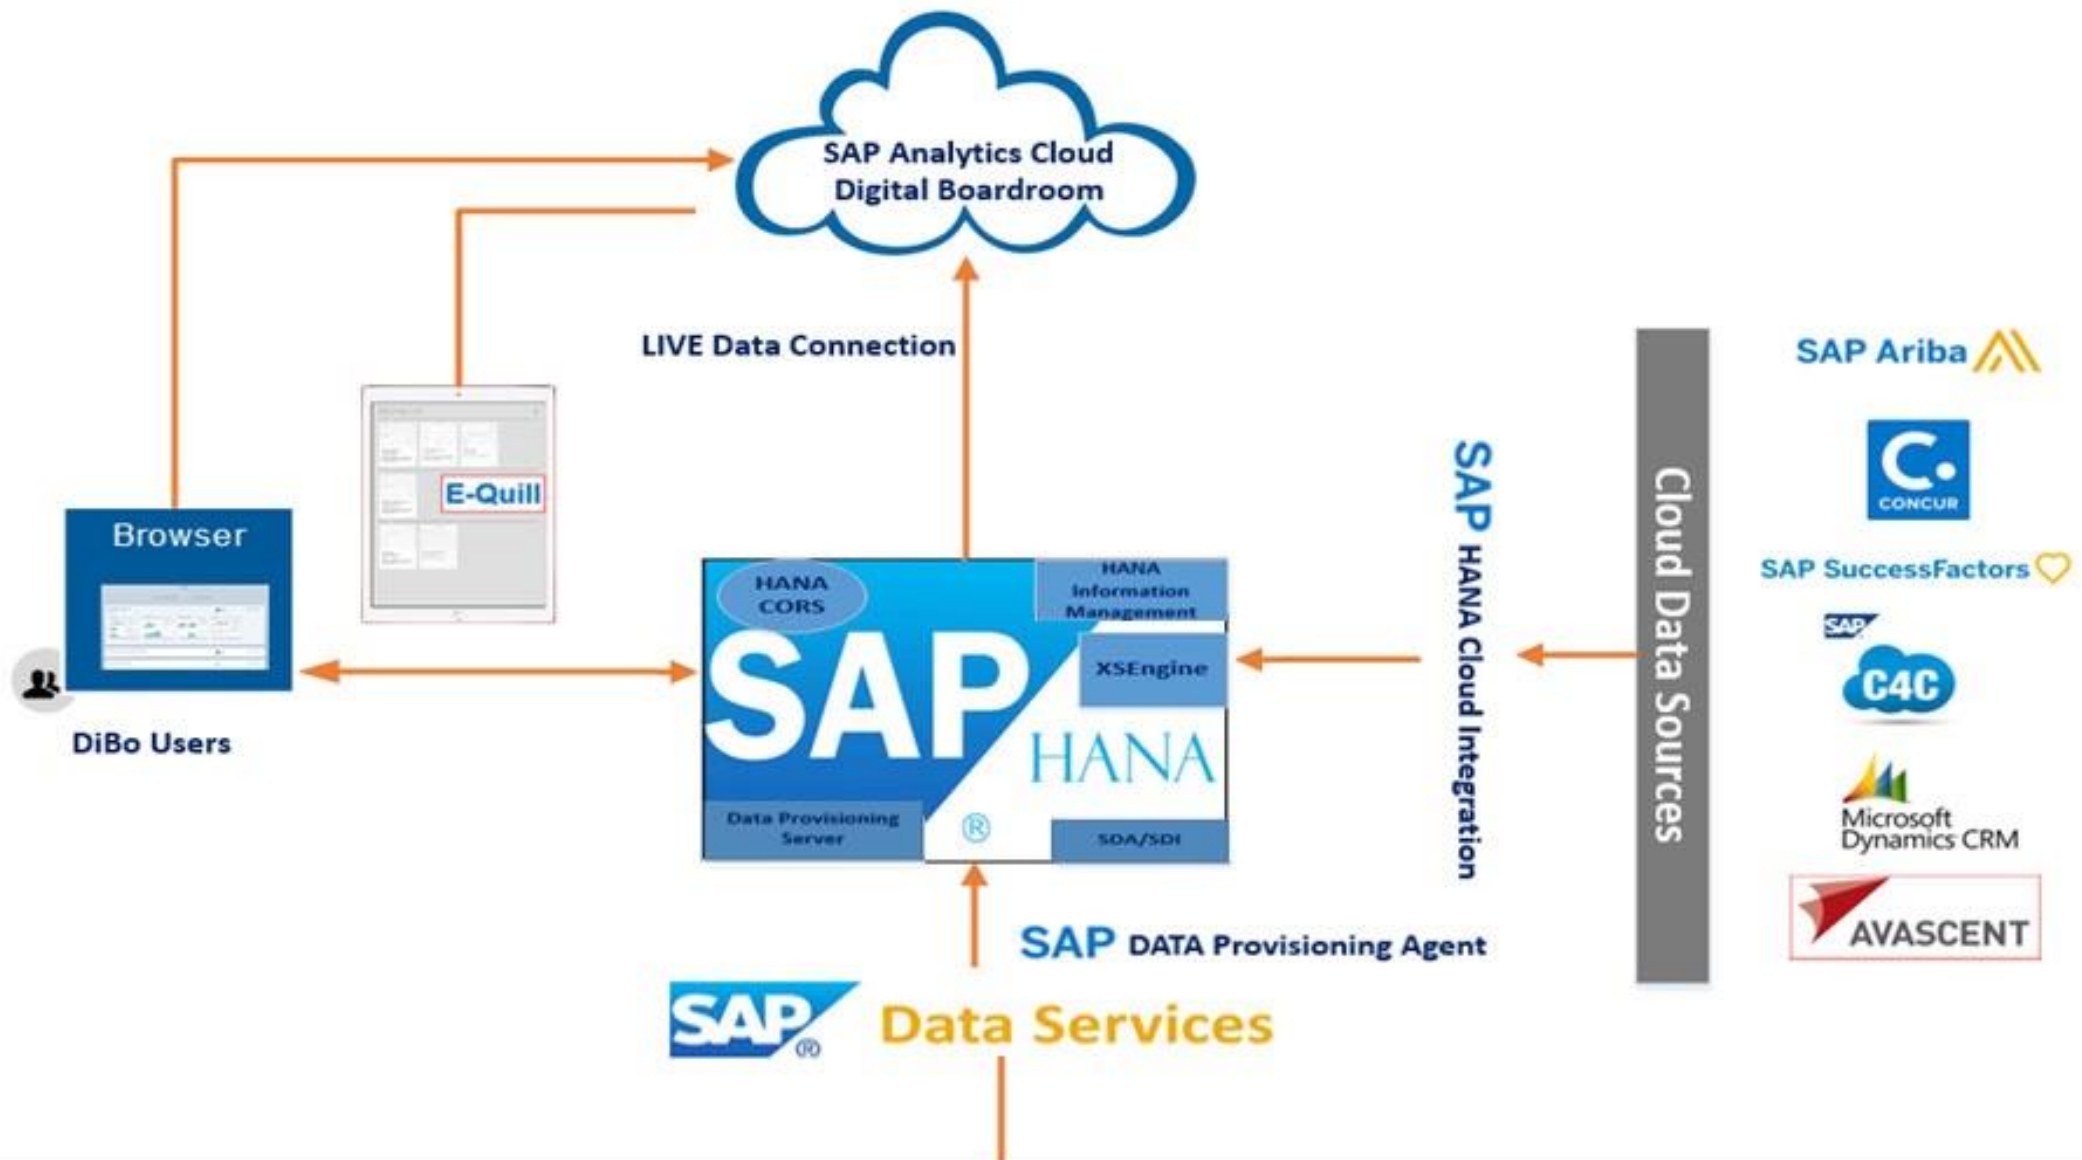 SAP Analytics Cloud
Digital Boardroom
LIVE Data Connection
E-Quill
Browser
DiBo Users
HANA
CORS
HANA
Information
Management
XSEngine
SAP
HANA
Data Provisioning
Server
®
SDA/SDI
SAP DATA Provisioning Agent
SAP ® Data Services
SAP HANA Cloud Integration
Cloud Data Sources
SAP Ariba
C.
CONCUR
SAP SuccessFactors
SAP
C4C
Microsoft
Dynamics CRM
AVASCENT